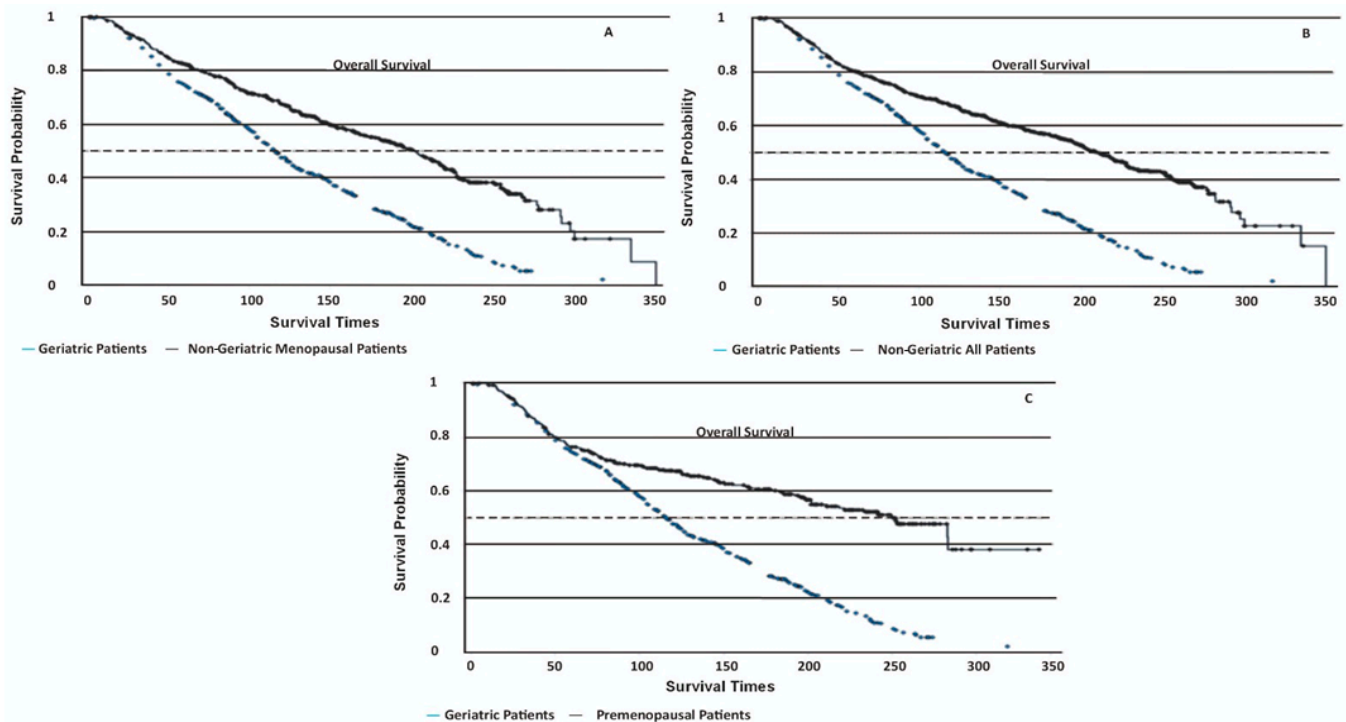 A
Overall Survival
Survival Probability
1
0.8
0.6
0.4
0.2
0
0 50 100 150 200 250 300 350
Survival Times
Geriatric Patients Non-Geriatric Menopausal Patients
B
Overall Survival
Survival Probability
1
0.8
0.6
0.4
0.2
0
0 50 100 150 200 250 300 350
Survival Times
Geriatric Patients Non-Geriatric All Patients
C
Overall Survival
Survival Probability
1
0.8
0.6
0.4
0.2
0
0 50 100 150 200 250 300 350
Survival Times
Geriatric Patients Premenopausal Patients